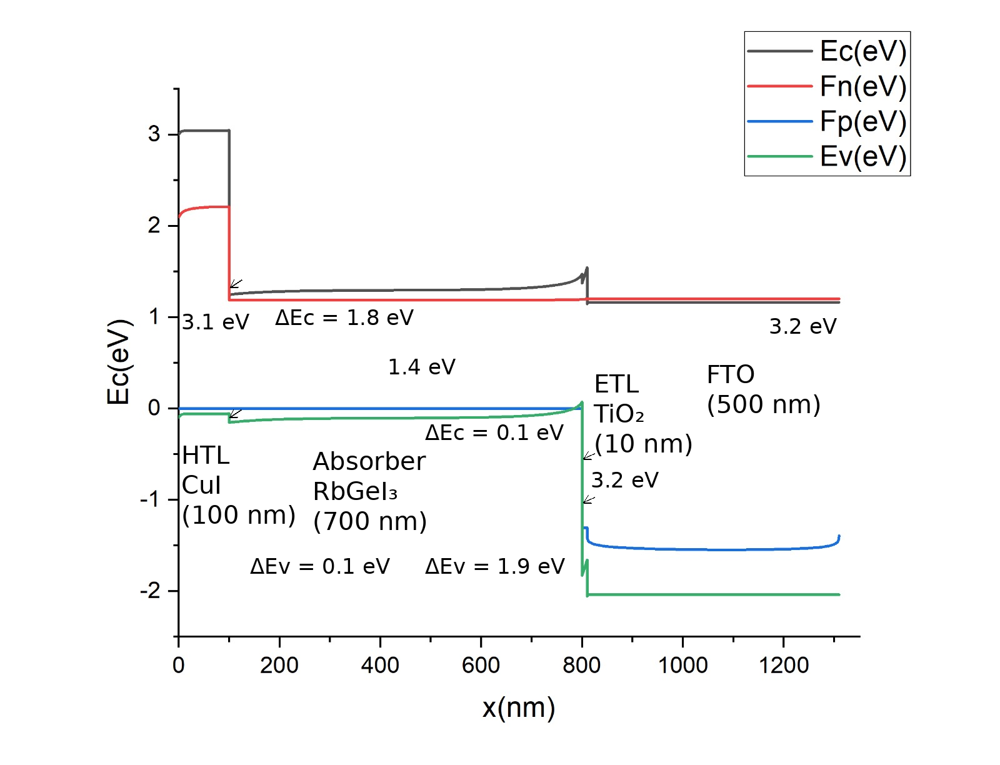 Ec(eV)
Fn(eV)
Fp(eV)
Ev(eV)
3
2
1
0
-1
-2
Ec(eV)
3.1 eV
ΔEc = 1.8 eV
3.2 eV
1.4 eV
ETL
TiO₂
(10 nm)
FTO
(500 nm)
ΔEc = 0.1 eV
HTL
CuI
(100 nm)
Absorber
RbGeI₃
(700 nm)
3.2 eV
ΔEv = 0.1 eV
ΔEv = 1.9 eV
0
200
400
600
800
1000
1200
x(nm)